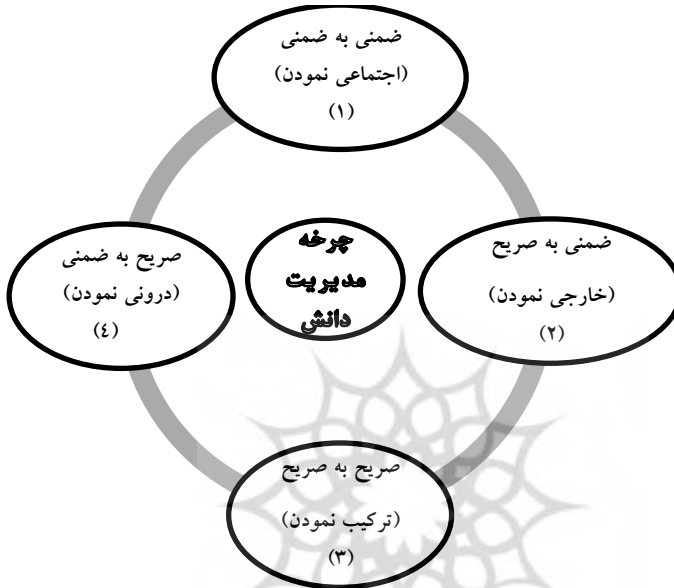 ضمنی به ضمنی
(اجتماعی نمودن)
(۱)
ضمنی به صریح
(خارجی نمودن)
(۲)
صریح به صریح
(ترکیب نمودن)
(۳)
صریح به ضمنی
(درونی نمودن)
(٤)
چرخه
مدیریت
دانش